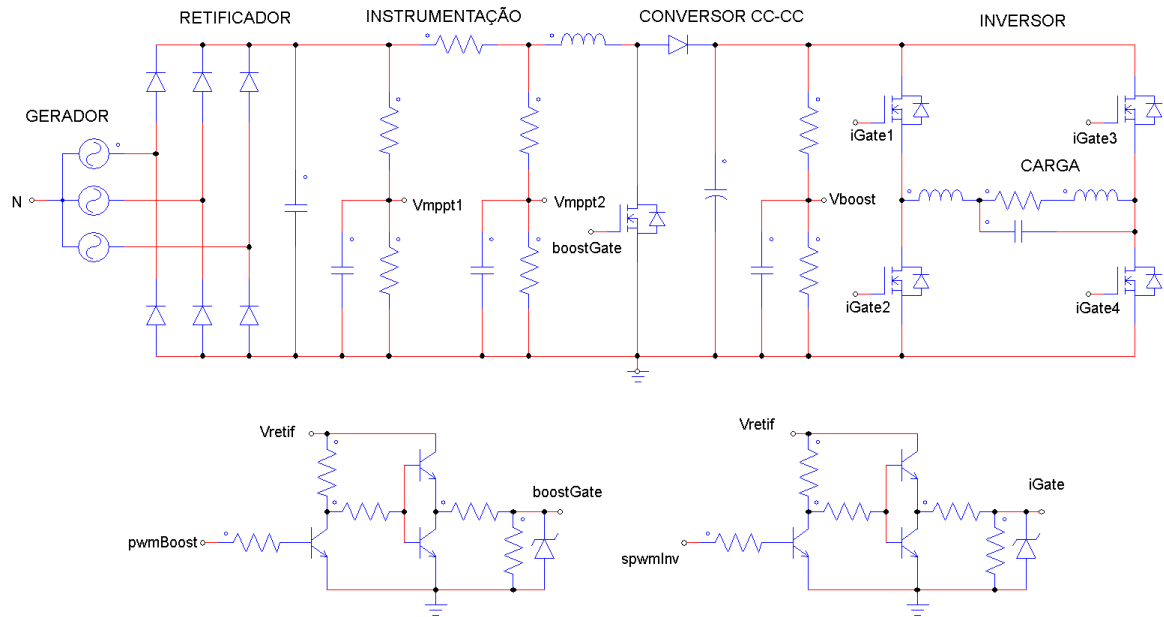 RETIFICADOR
INSTRUMENTAÇÃO
CONVERSOR CC-CC
INVERSOR
GERADOR
iGate1
iGate3
CARGA
N
Vmppt1
Vmppt2
Vboost
boostGate
iGate2
iGate4
Vretif
Vretif
boostGate
iGate
pwmBoost
spwmInv